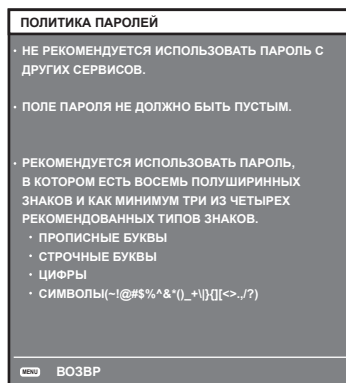 ПОЛИТИКА ПАРОЛЕЙ
· НЕ РЕКОМЕНДУЕТСЯ ИСПОЛЬЗОВАТЬ ПАРОЛЬ С
ДРУГИХ СЕРВИСОВ.
· ПОЛЕ ПАРОЛЯ НЕ ДОЛЖНО БЫТЬ ПУСТЫМ.
· РЕКОМЕНДУЕТСЯ ИСПОЛЬЗОВАТЬ ПАРОЛЬ,
В КОТОРОМ ЕСТЬ ВОСЕМЬ ПОЛУШИРИННЫХ
ЗНАКОВ И КАК МИНИМУМ ТРИ ИЗ ЧЕТЫРЕХ
РЕКОМЕНДОВАННЫХ ТИПОВ ЗНАКОВ.
· ПРОПИСНЫЕ БУКВЫ
· СТРОЧНЫЕ БУКВЫ
· ЦИФРЫ
· СИМВОЛЫ(~!@#$%^&*()_+\|}{][<>.,/?)
MENU ВОЗВР